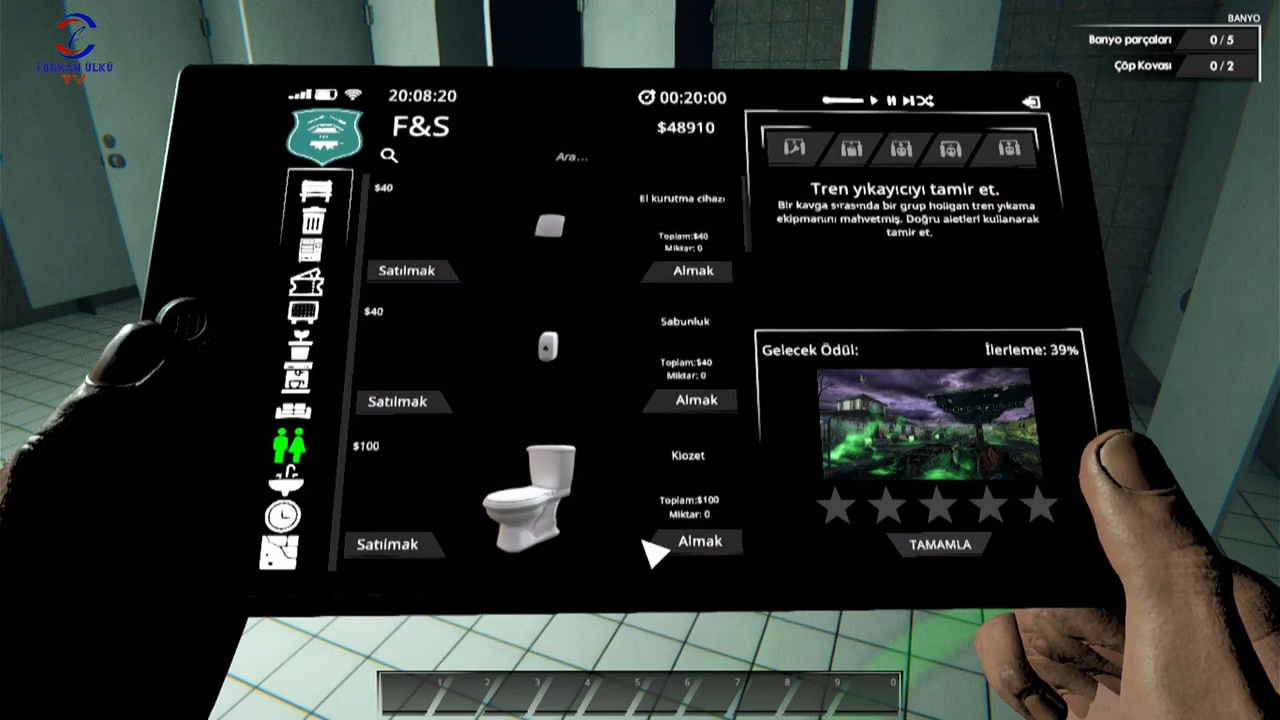 FURKAN ÜLKÜ
TV
BANYO
Banyo parçaları 0 / 5
Çöp Kovası 0 / 2
20:08:20
00:20:00
F&S
$48910
Ara...
$40
El kurutma cihazı
Toplam:$40
Miktar: 0
Satılmak
Almak
$40
Sabunluk
Toplam:$40
Miktar: 0
Satılmak
Almak
$100
Klozet
Toplam:$100
Miktar: 0
Satılmak
Almak
Tren yıkayıcıyı tamir et.
Bir kavga sırasında bir grup holigan tren yıkama
ekipmanını mahvetmiş. Doğru aletleri kullanarak
tamir et.
Gelecek Ödül:
İlerleme: 39%
TAMAMLA
1 2 3 4 5 6 7 8 9 0